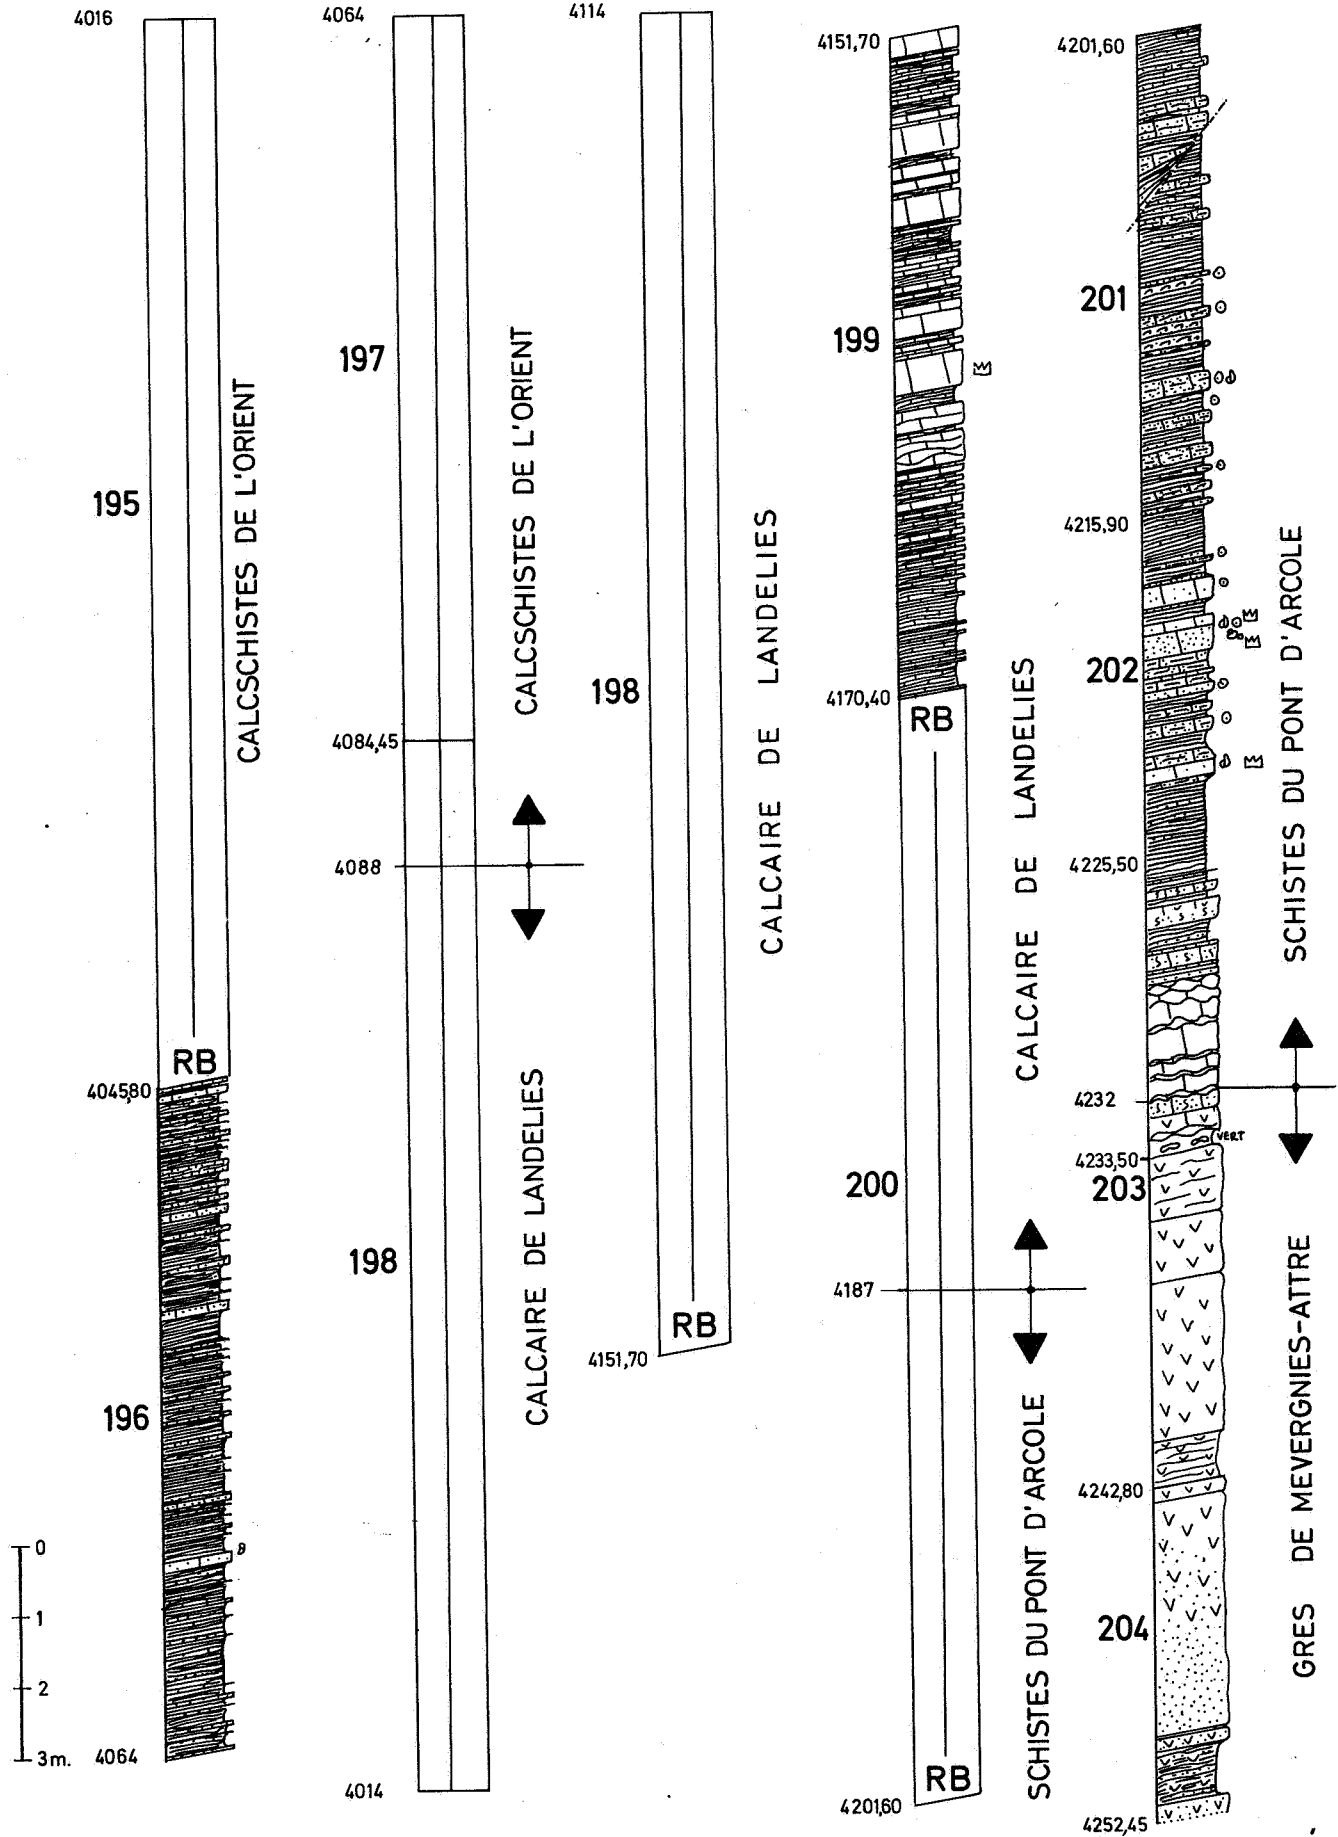 4016
195
CALCSCHISTES DE L'ORIENT
RB
4045,80
196
0
1
2
3m.
4064
4064
197
CALCSCHISTES DE L'ORIENT
4084,45
4088
198
CALCAIRE DE LANDELIES
4014
4114
198
CALCAIRE DE LANDELIES
RB
4151,70
4151,70
199
4170,40
RB
CALCAIRE DE LANDELIES
200
4187
SCHISTES DU PONT D'ARCOLE
RB
4201,60
4201,60
201
4215,90
202
SCHISTES DU PONT D'ARCOLE
4225,50
4232
VERT
4233,50
203
GRES DE MEVERGNIES-ATTRE
4242,80
204
4252,45